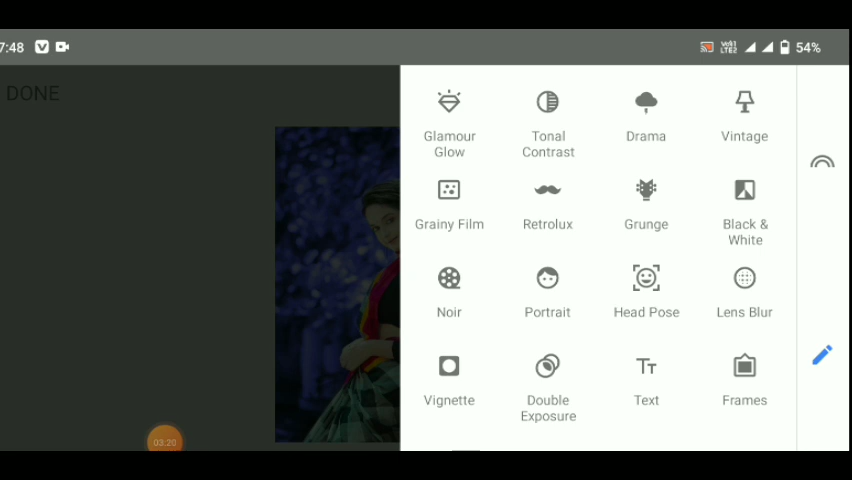 7:48
54%
DONE
Glamour
Glow
Tonal
Contrast
Drama
Vintage
Grainy Film
Retrolux
Grunge
Black &
White
Noir
Portrait
Head Pose
Lens Blur
Vignette
Double
Exposure
Text
Frames
03:20